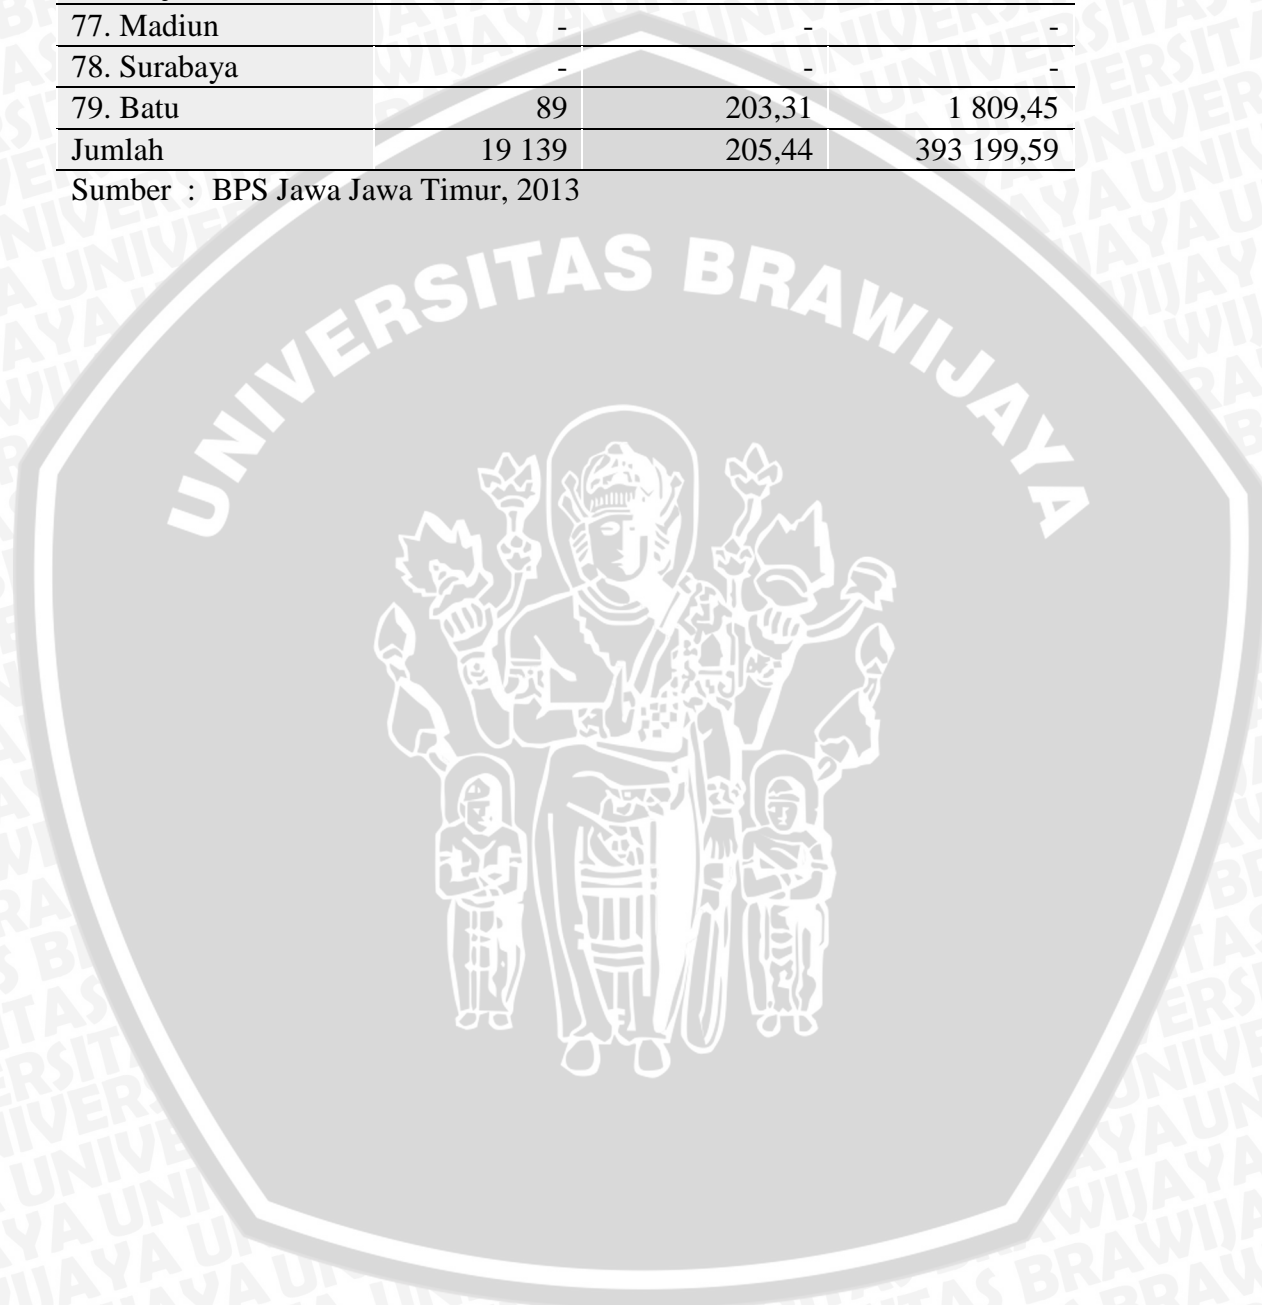 77. Madiun - - -
78. Surabaya - - -
79. Batu 89 203,31 1 809,45
Jumlah 19 139 205,44 393 199,59
Sumber : BPS Jawa Jawa Timur, 2013
UNIVERSITAS BRAWIJAYA